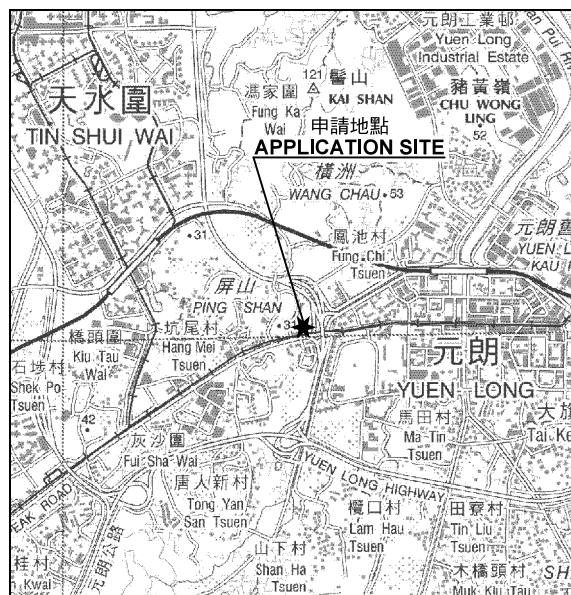 元朗工業邨
Yuen Long
Industrial Estate
天水圍
TIN SHUI WAI
馮家圍
Fung Ka
Wai
121
髻山
KAI SHAN
豬黃嶺
CHU WONG
LING
52
申請地點
APPLICATION SITE
橫洲
WANG CHAU
53
31
鳳池村
Fung Chi
Tsuen
元朗舊
YUEN L
KAU
屏山
PING SHAN
31
橋頭圍
Kiu Tau
Wai
坑尾村
Hang Mei
Tsuen
元朗
YUEN LONG
石埗村
Shek Po
Tsuen
42
灰沙圍
Fui Sha Wai
馬田村
Ma Tin
Tsuen
大旗
Tai Ke
唐人新村
Tong Yan
San Tsuen
YUEN LONG HIGHWAY
EAK ROAD
元朗公路
欖口村
Lam Hau
Tsuen
田寮村
Tin Liu
Tsuen
山下村
Shan Ha
Tsuen
木橋頭村
Muk Kiu Tau
SH
桂村
n Kwai